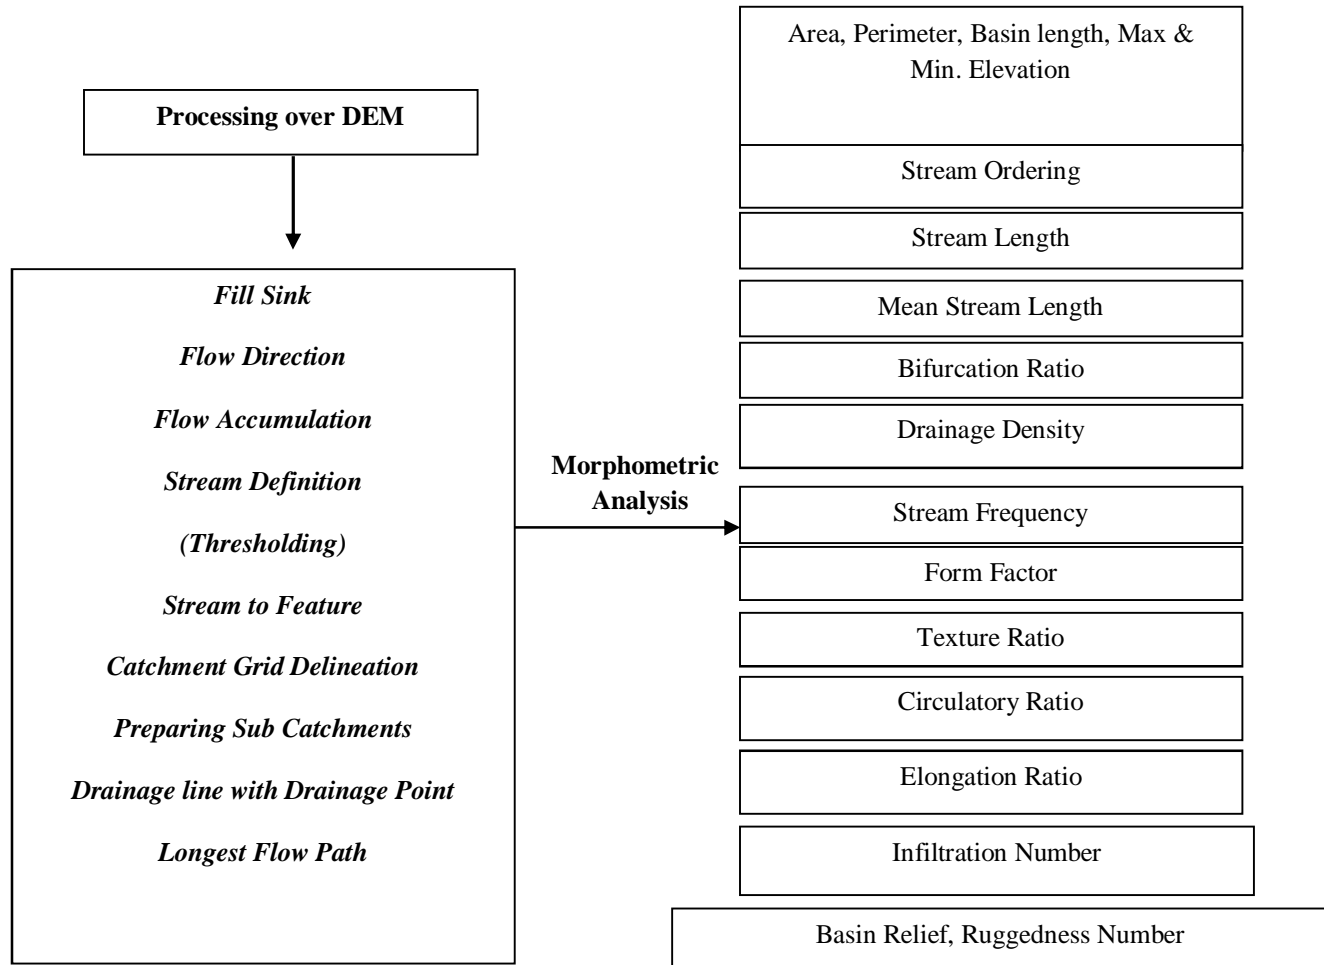 Processing over DEM
Fill Sink
Flow Direction
Flow Accumulation
Stream Definition
(Thresholding)
Stream to Feature
Catchment Grid Delineation
Preparing Sub Catchments
Drainage line with Drainage Point
Longest Flow Path
Morphometric
Analysis
Area, Perimeter, Basin length, Max &
Min. Elevation
Stream Ordering
Stream Length
Mean Stream Length
Bifurcation Ratio
Drainage Density
Stream Frequency
Form Factor
Texture Ratio
Circulatory Ratio
Elongation Ratio
Infiltration Number
Basin Relief, Ruggedness Number